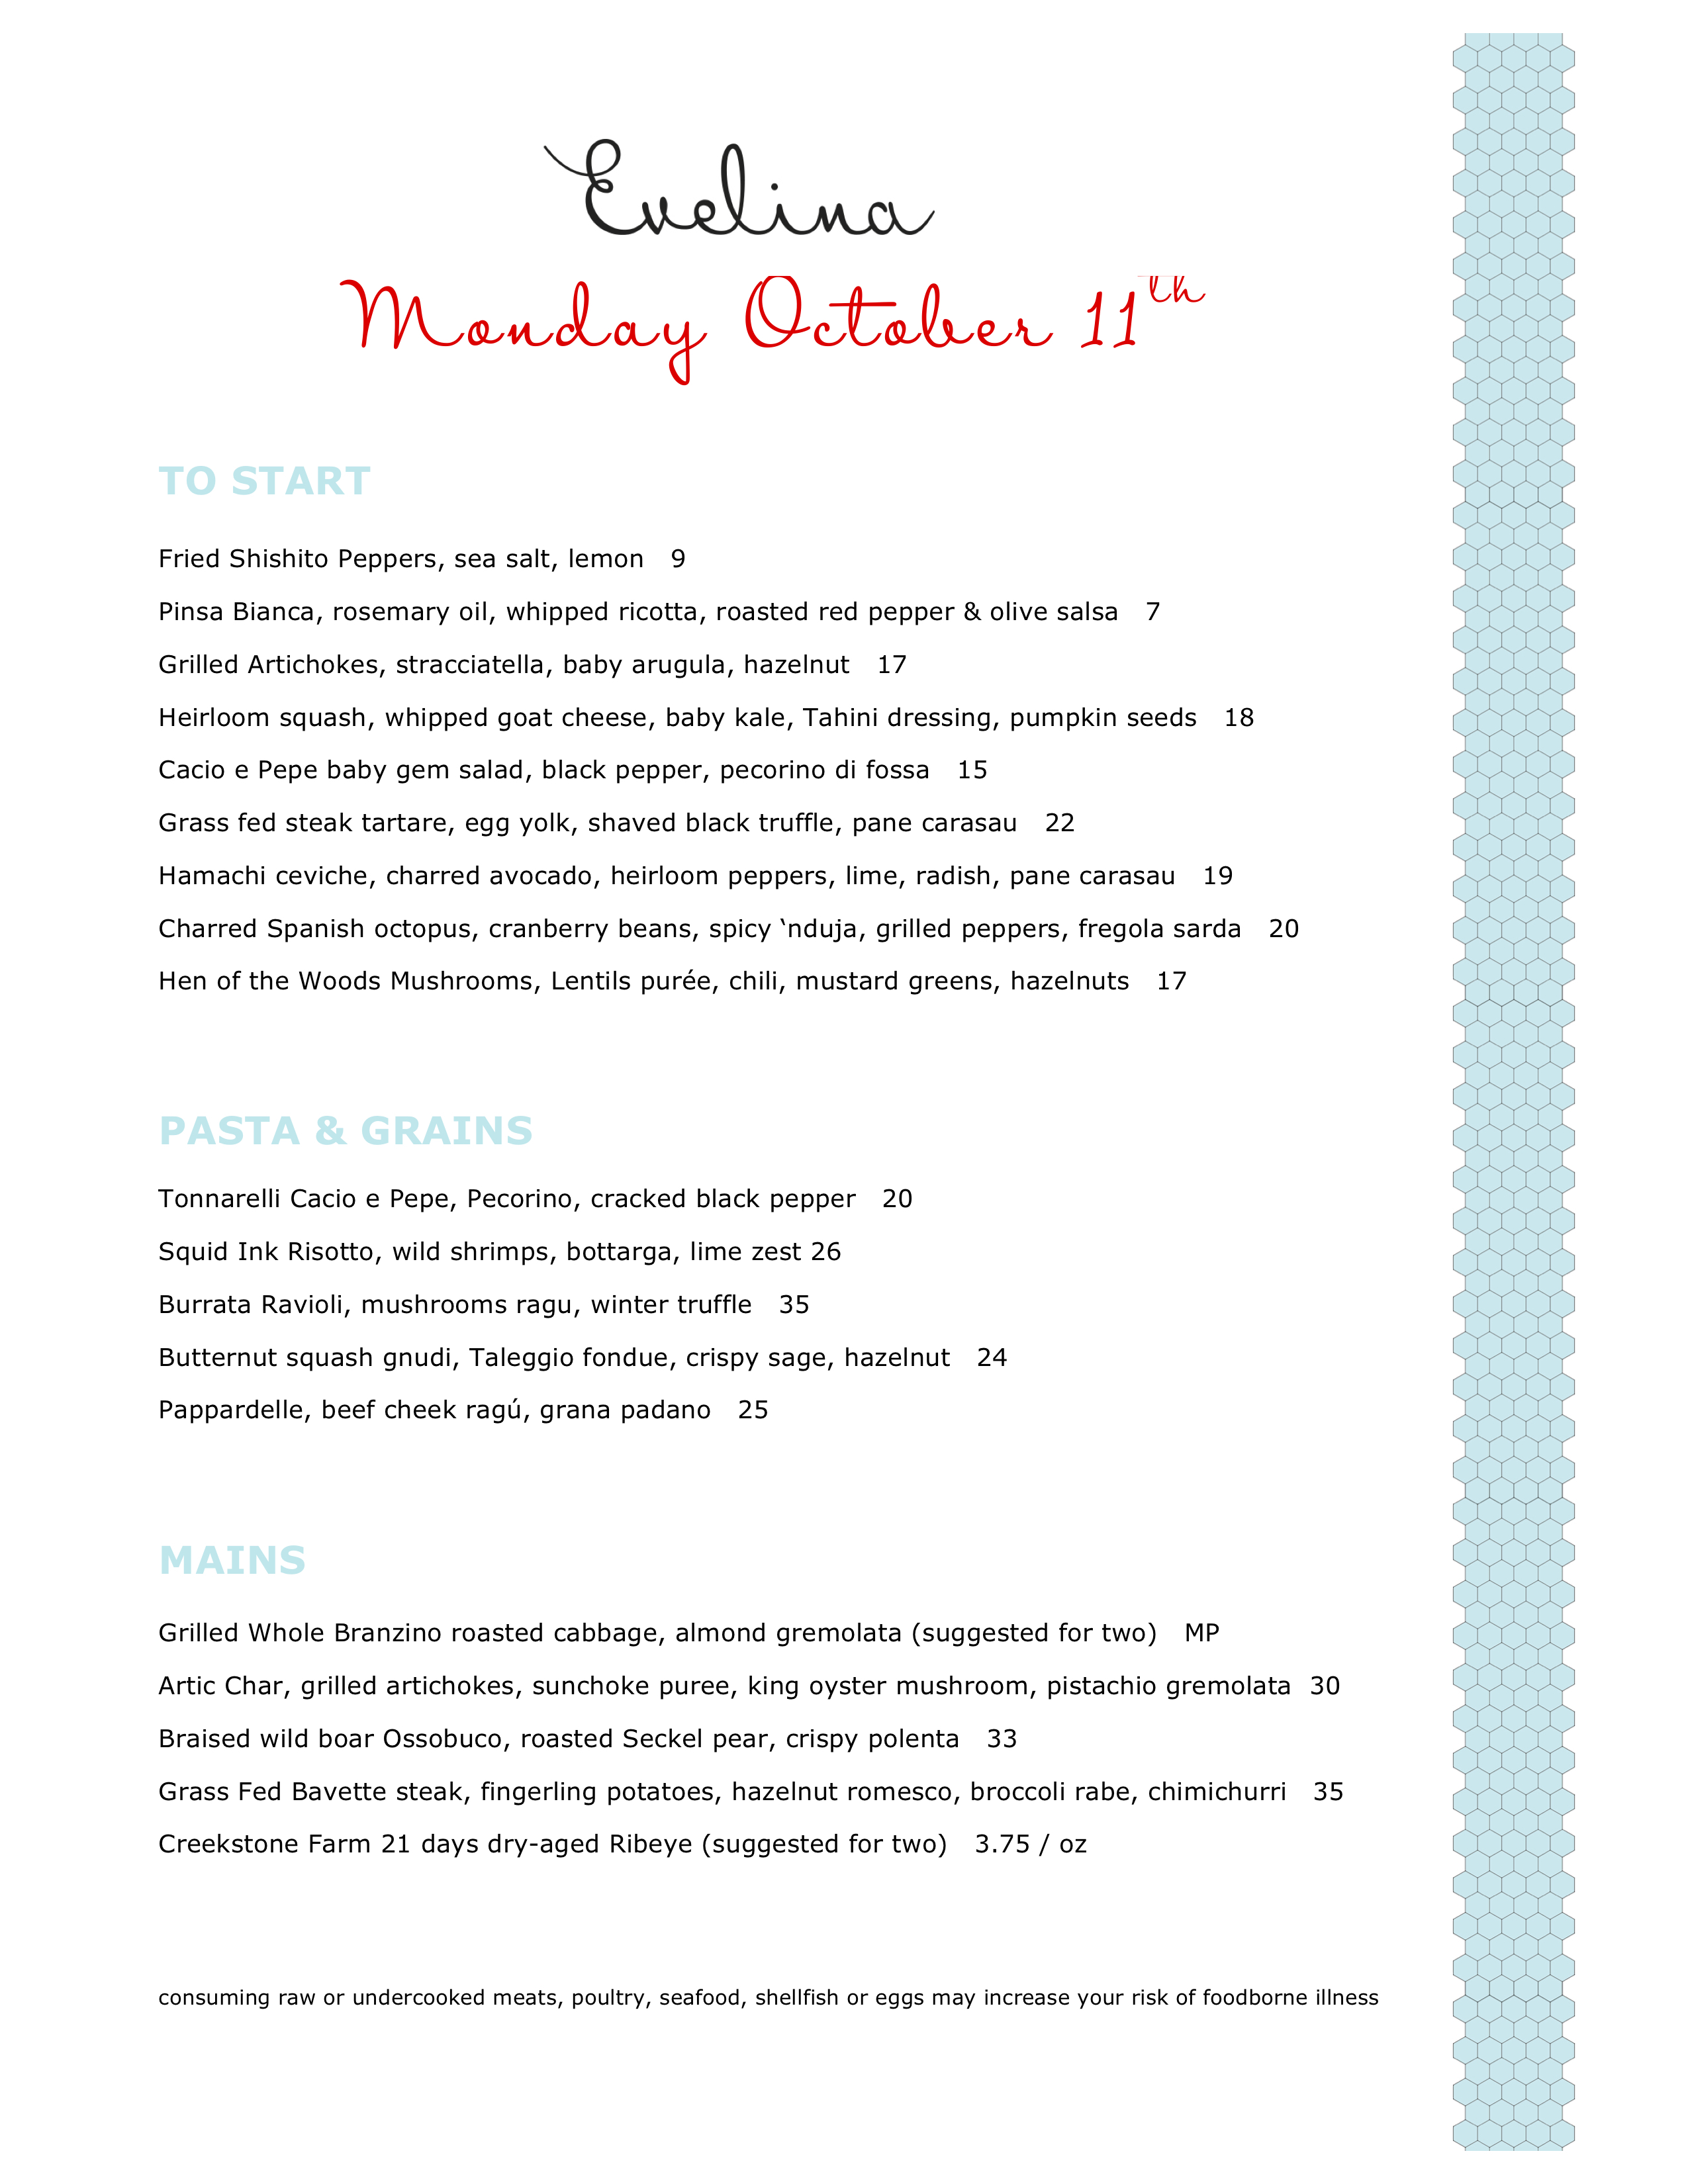 Evelina
Monday October 11th
TO START
Fried Shishito Peppers, sea salt, lemon 9
Pinsa Bianca, rosemary oil, whipped ricotta, roasted red pepper & olive salsa 7
Grilled Artichokes, stracciatella, baby arugula, hazelnut 17
Heirloom squash, whipped goat cheese, baby kale, Tahini dressing, pumpkin seeds 18
Cacio e Pepe baby gem salad, black pepper, pecorino di fossa 15
Grass fed steak tartare, egg yolk, shaved black truffle, pane carasau 22
Hamachi ceviche, charred avocado, heirloom peppers, lime, radish, pane carasau 19
Charred Spanish octopus, cranberry beans, spicy ‘nduja, grilled peppers, fregola sarda 20
Hen of the Woods Mushrooms, Lentils purée, chili, mustard greens, hazelnuts 17
PASTA & GRAINS
Tonnarelli Cacio e Pepe, Pecorino, cracked black pepper 20
Squid Ink Risotto, wild shrimps, bottarga, lime zest 26
Burrata Ravioli, mushrooms ragu, winter truffle 35
Butternut squash gnudi, Taleggio fondue, crispy sage, hazelnut 24
Pappardelle, beef cheek ragú, grana padano 25
MAINS
Grilled Whole Branzino roasted cabbage, almond gremolata (suggested for two) MP
Artic Char, grilled artichokes, sunchoke puree, king oyster mushroom, pistachio gremolata 30
Braised wild boar Ossobuco, roasted Seckel pear, crispy polenta 33
Grass Fed Bavette steak, fingerling potatoes, hazelnut romesco, broccoli rabe, chimichurri 35
Creekstone Farm 21 days dry-aged Ribeye (suggested for two) 3.75 / oz
consuming raw or undercooked meats, poultry, seafood, shellfish or eggs may increase your risk of foodborne illness